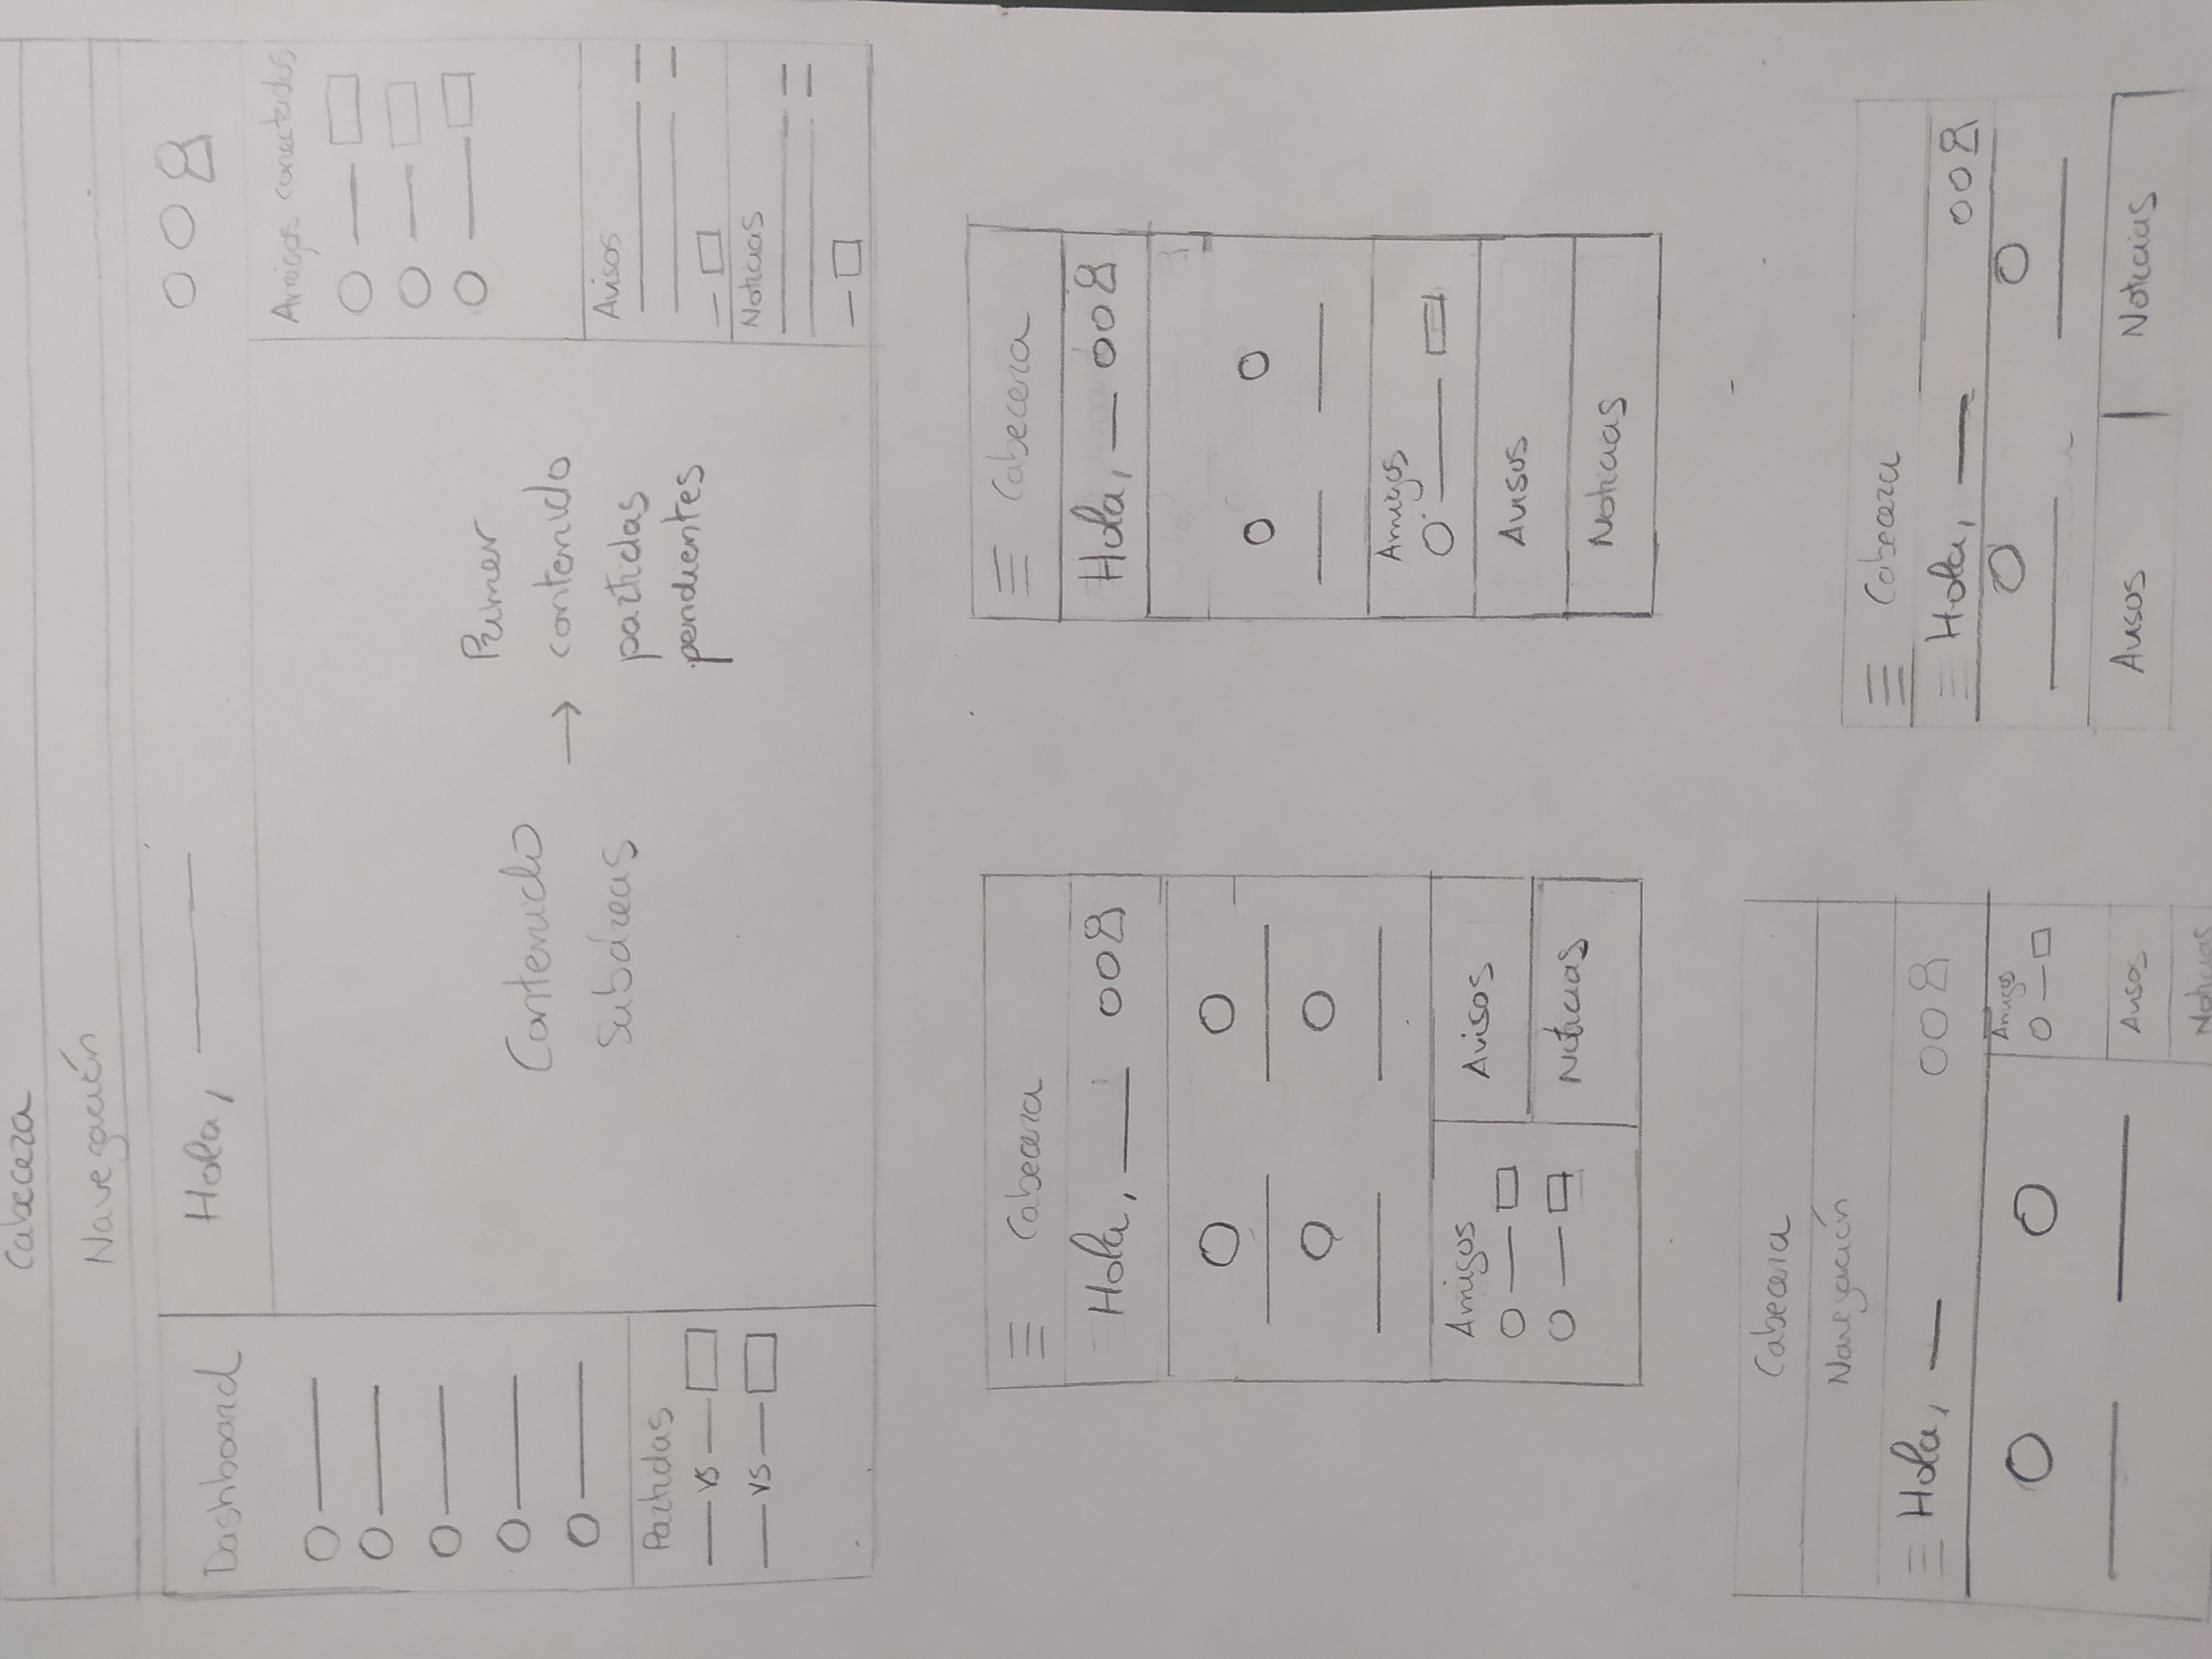 Cabecera
Navegación
Dashboard
Hola,
Amigos conectados
Contenido
subáreas
→ Primer
contenido
partidas
pendientes
Partidas
VS
VS
Avisos
Noticias
Cabecera
Hola,
Amigos
Avisos
Noticias
Cabecera
Hola,
Amigos
Avisos
Noticias
Cabecera
Navegación
Hola,
Amigos
Avisos
Noticias
Cabecera
Hola,
Avisos
Noticias